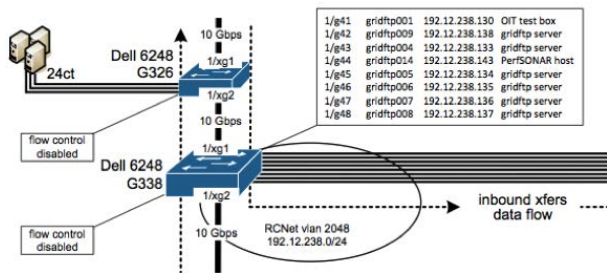 10 Gbps
Dell 6248
G326
1/xg1
24ct
1/xg2
flow control
disabled
10 Gbps
1/g41 gridftp001 192.12.238.130 OIT test box
1/g42 gridftp009 192.12.238.138 gridftp server
1/g43 gridftp004 192.12.238.133 gridftp server
1/g44 gridftp014 192.12.238.143 PerfSONAR host
1/g45 gridftp005 192.12.238.134 gridftp server
1/g46 gridftp006 192.12.238.135 gridftp server
1/g47 gridftp007 192.12.238.136 gridftp server
1/g48 gridftp008 192.12.238.137 gridftp server
Dell 6248
G338
1/xg1
1/xg2
flow control
disabled
10 Gbps
RCNet vlan 2048
192.12.238.0/24
inbound xfers
data flow